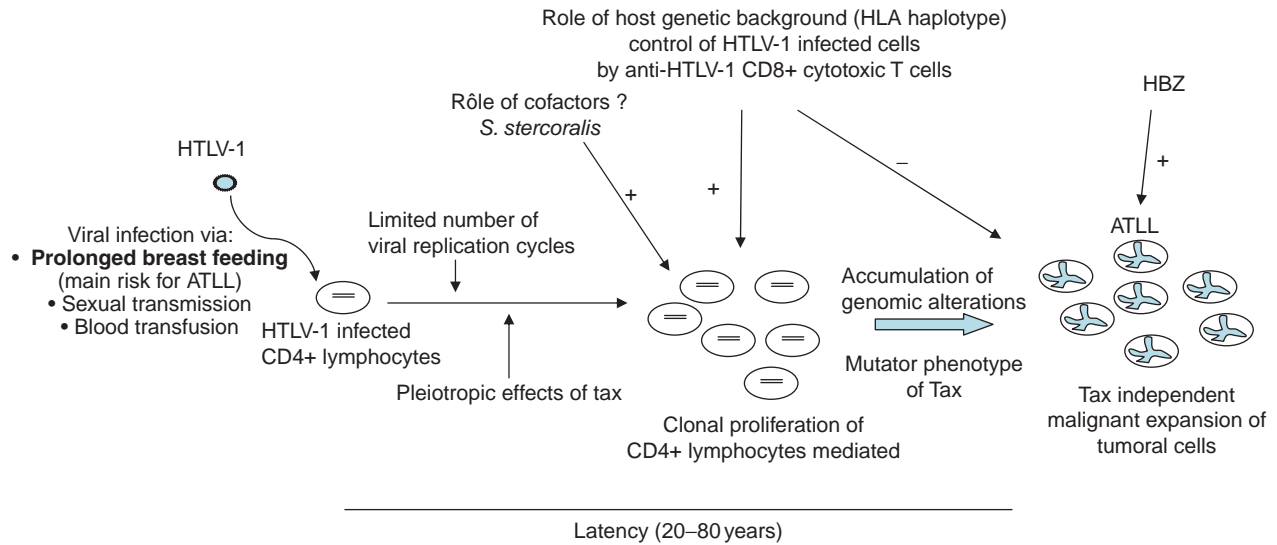 Role of host genetic background (HLA haplotype)
control of HTLV-1 infected cells
by anti-HTLV-1 CD8+ cytotoxic T cells
HBZ
Rôle of cofactors ?
S. stercoralis
HTLV-1
–
+
+
+
Viral infection via:
• Prolonged breast feeding
(main risk for ATLL)
• Sexual transmission
• Blood transfusion
Limited number of
viral replication cycles
ATLL
HTLV-1 infected
CD4+ lymphocytes
Accumulation of
genomic alterations
Pleiotropic effects of tax
Mutator phenotype
of Tax
Clonal proliferation of
CD4+ lymphocytes mediated
Tax independent
malignant expansion of
tumoral cells
Latency (20–80 years)